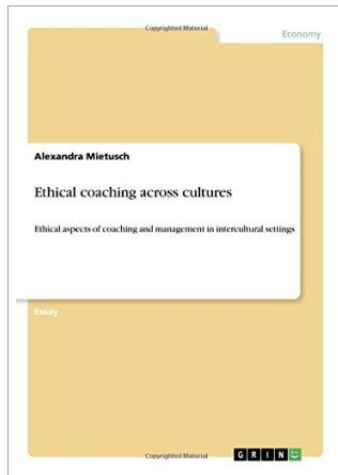 Copyrighted Material
Economy
Alexandra Mietusch
Ethical coaching across cultures
Ethical aspects of coaching and management in intercultural settings
Essay
Copyrighted Material
GRIN